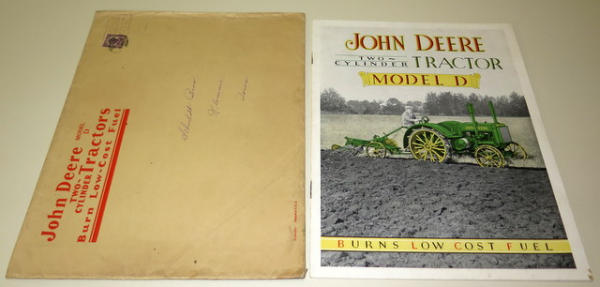 John Deere
MODEL D
TWO-CYLINDER Tractors
Burn Low-Cost Fuel
Iowa
JOHN DEERE
TWO-CYLINDER TRACTOR
MODEL D
BURNS LOW COST FUEL